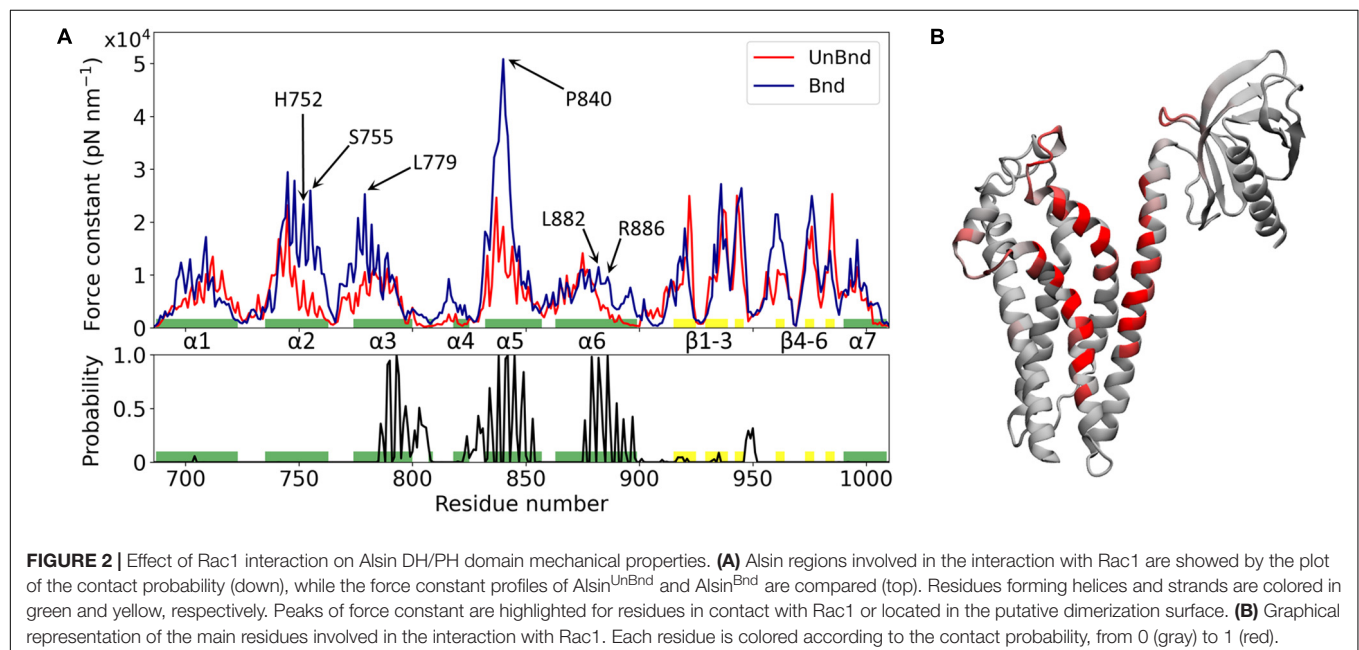 A
B
x10⁴
Force constant (pN nm⁻¹)
5
4
3
2
1
0
UnBnd
Bnd
H752
S755
L779
P840
L882
R886
α1 α2 α3 α4 α5 α6 β1-3 β4-6 α7
Probability
1.0
0.5
0
700 750 800 850 900 950 1000
Residue number
FIGURE 2 | Effect of Rac1 interaction on Alsin DH/PH domain mechanical properties. (A) Alsin regions involved in the interaction with Rac1 are showed by the plot
of the contact probability (down), while the force constant profiles of Alsin^UnBnd and Alsin^Bnd are compared (top). Residues forming helices and strands are colored in
green and yellow, respectively. Peaks of force constant are highlighted for residues in contact with Rac1 or located in the putative dimerization surface. (B) Graphical
representation of the main residues involved in the interaction with Rac1. Each residue is colored according to the contact probability, from 0 (gray) to 1 (red).